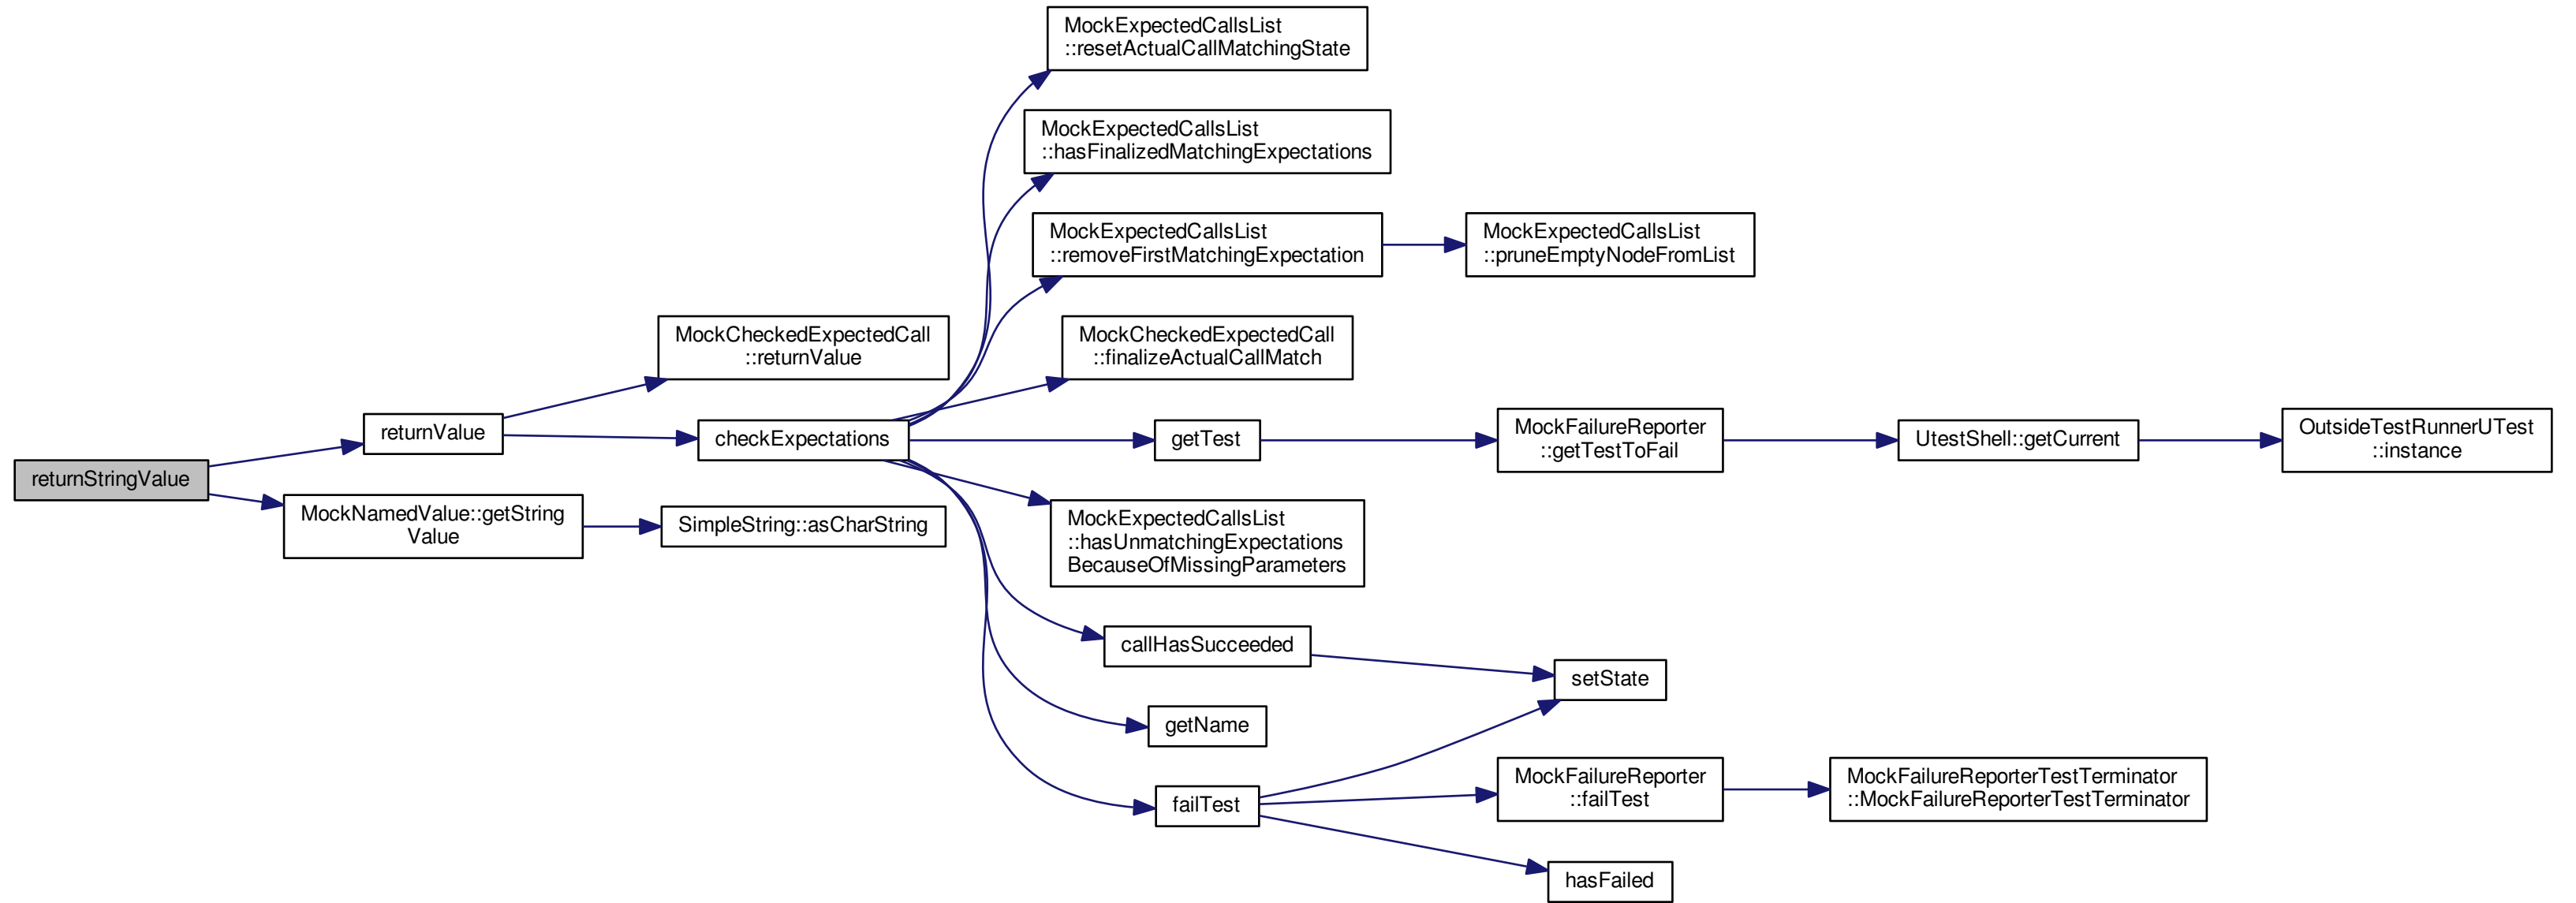 MockExpectedCallsList
::resetActualCallMatchingState
MockExpectedCallsList
::hasFinalizedMatchingExpectations
MockExpectedCallsList
::removeFirstMatchingExpectation
MockExpectedCallsList
::pruneEmptyNodeFromList
MockCheckedExpectedCall
::returnValue
MockCheckedExpectedCall
::finalizeActualCallMatch
returnValue
checkExpectations
getTest
MockFailureReporter
::getTestToFail
UtestShell::getCurrent
OutsideTestRunnerUTest
::instance
returnStringValue
MockNamedValue::getString
Value
SimpleString::asCharString
MockExpectedCallsList
::hasUnmatchingExpectations
BecauseOfMissingParameters
callHasSucceeded
setState
getName
failTest
MockFailureReporter
::failTest
MockFailureReporterTestTerminator
::MockFailureReporterTestTerminator
hasFailed